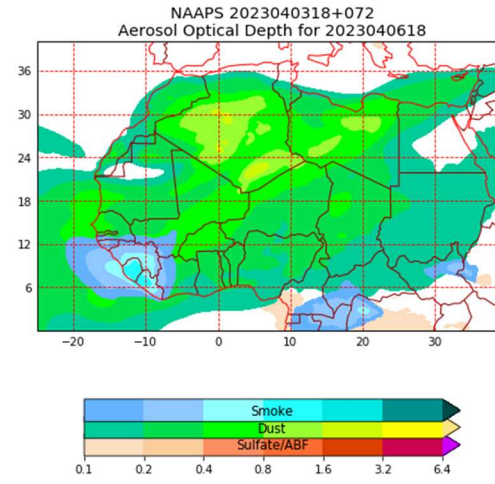 NAAPS 2023040318+072
Aerosol Optical Depth for 2023040618
36
30
24
18
12
6
−20 −10 0 10 20 30
Smoke
Dust
Sulfate/ABF
0.1 0.2 0.4 0.8 1.6 3.2 6.4